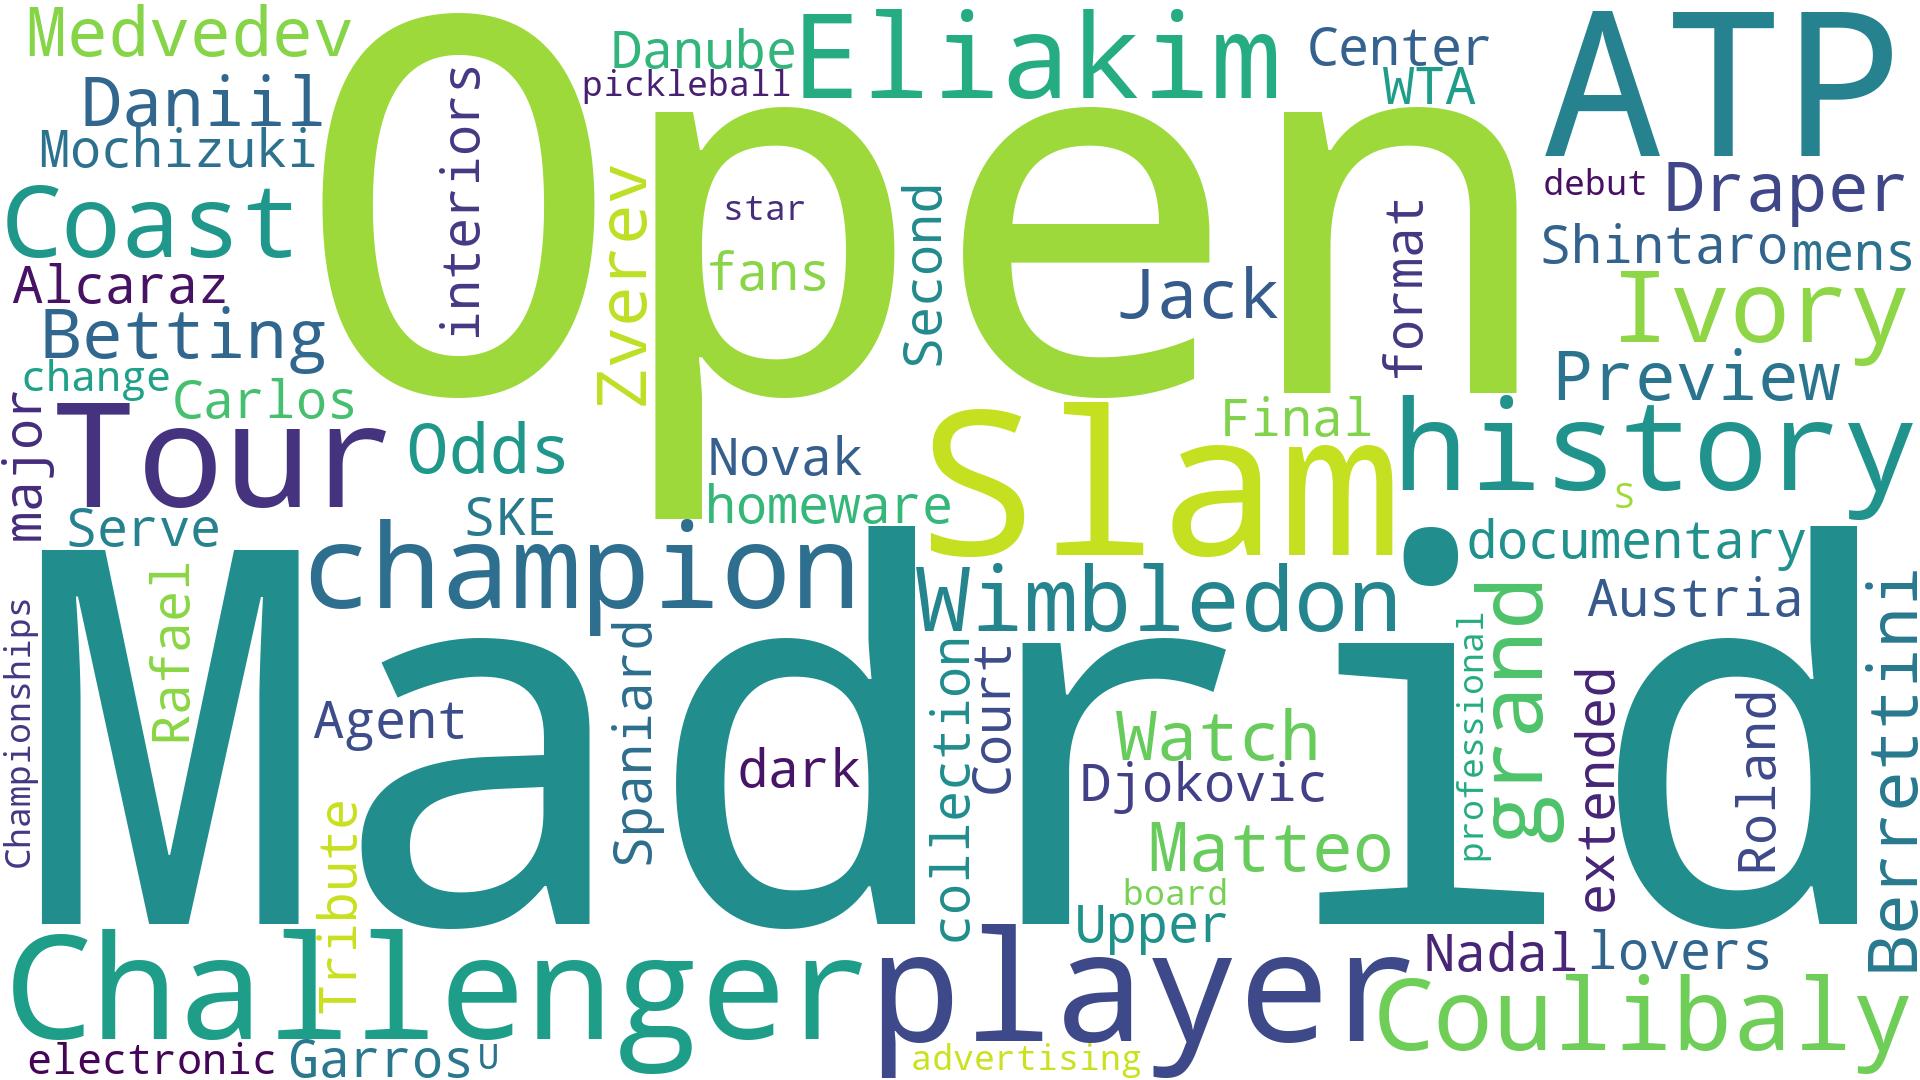 Medvedev
Danube
Eliakim
Center
ATP
pickleball
WTA
Daniil
Open
interiors
Mochizuki
debut
Draper
Coast
Zverev
star
Second
format
Shintaro
mens
fans
Alcaraz
Jack
Ivory
Betting
Preview
change
Carlos
major
Tour
Odds
Novak
Slam
Final
history
homeware
S
Serve
SKE
champion
documentary
Madrid
Wimbledon
Austria
Berrettini
Championships
Rafael
Spaniard
collection
Court
professional
grand
extended
Roland
Agent
dark
Watch
Djokovic
Tribute
Matteo
board
Upper
Challenger
player
Nadal
lovers
Coulibaly
electronic
Garros
U
advertising